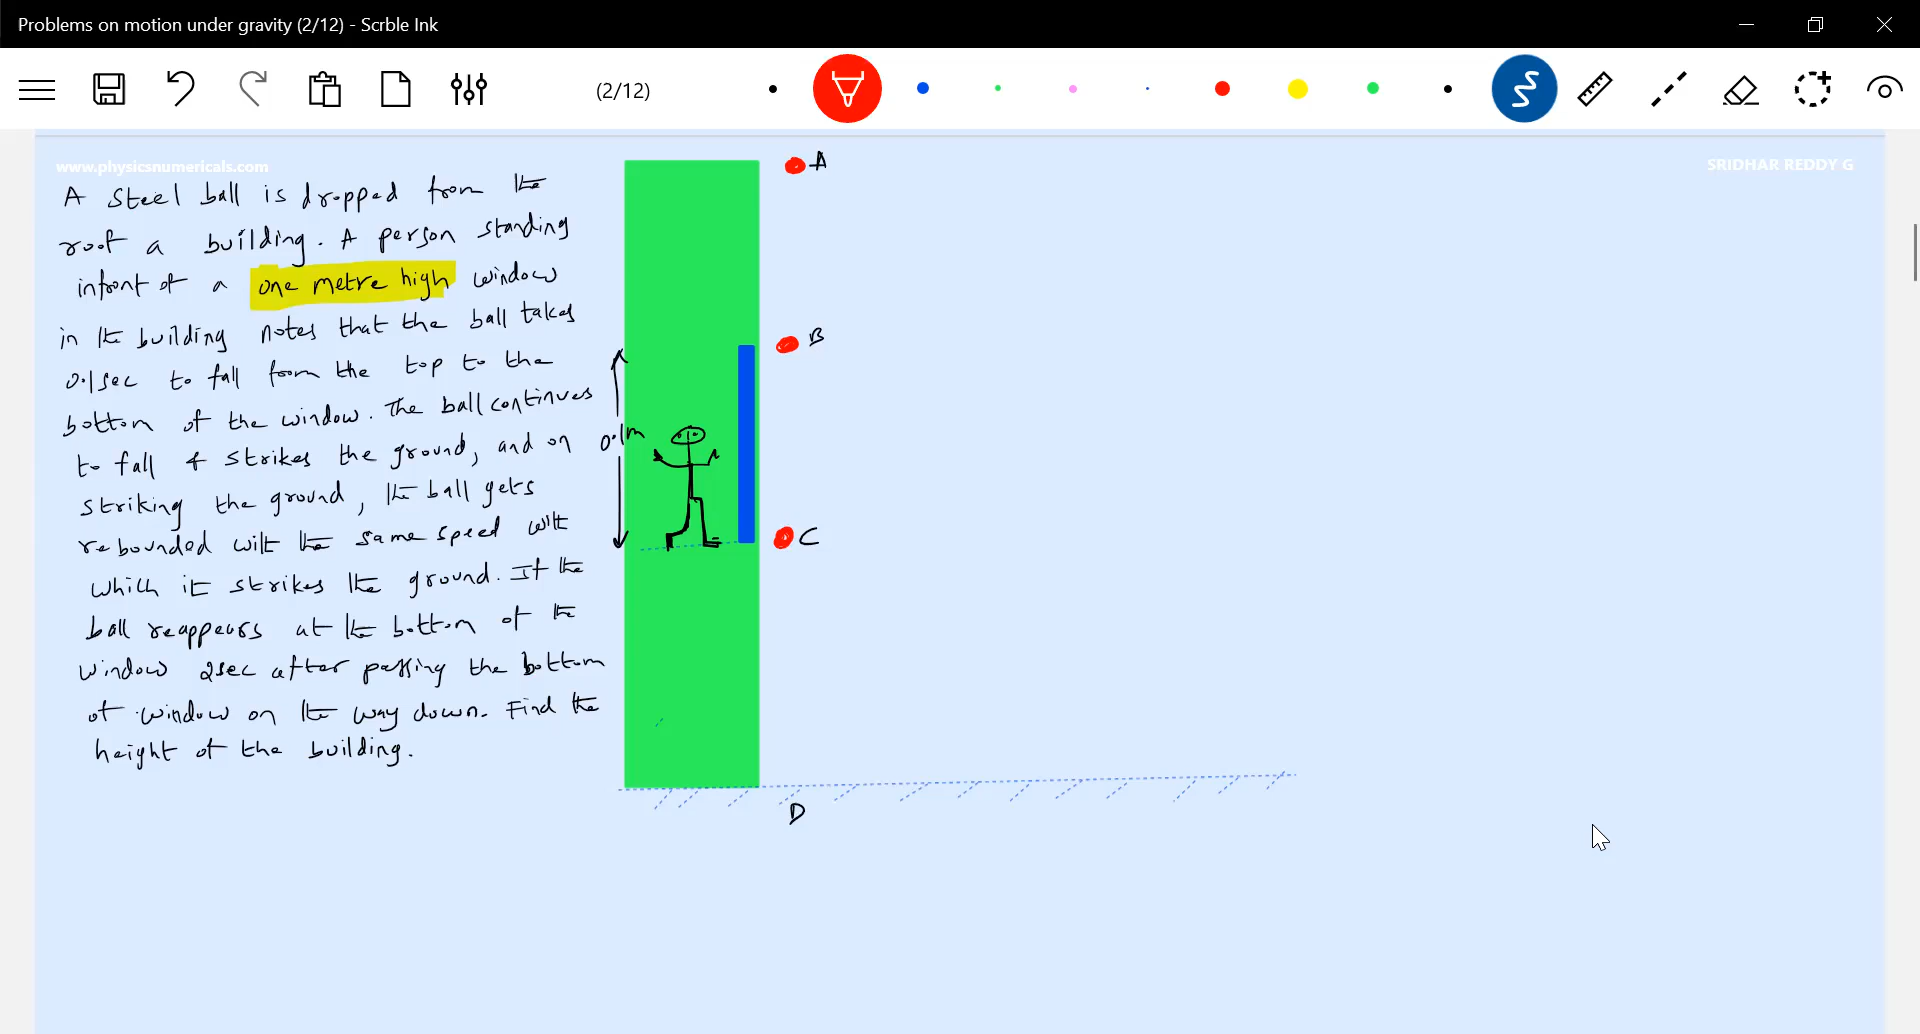 Problems on motion under gravity (2/12) - Scrble Ink
(2/12)
www.physicsnumericals.com
SRIDHAR REDDY G
A steel ball is dropped from the
roof a building. A person standing
infront of a one metre high window
in the building notes that the ball takes
0.1sec to fall from the top to the
bottom of the window. The ball continues
to fall & strikes the ground, and on
striking the ground, the ball gets
rebounded with the same speed with
which it strikes the ground. If the
ball reappears at the bottom of the
window 2sec after passing the bottom
of window on the way down. Find the
height of the building.
A
B
0.1m
C
D